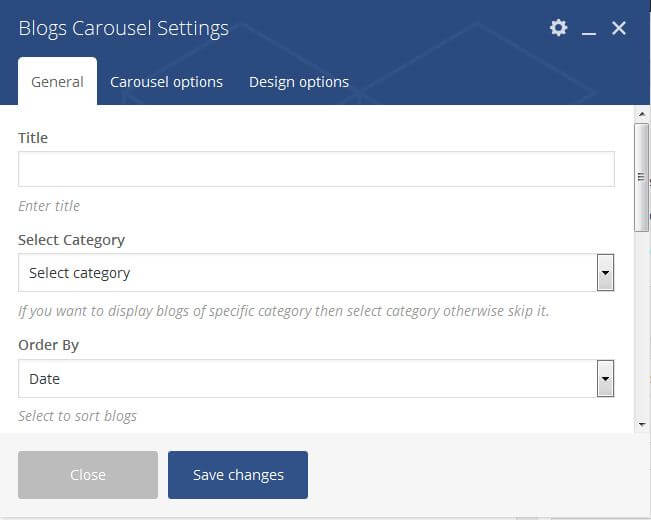 Blogs Carousel Settings
General Carousel options Design options
Title
Enter title
Select Category
Select category
If you want to display blogs of specific category then select category otherwise skip it.
Order By
Date
Select to sort blogs
Close Save changes